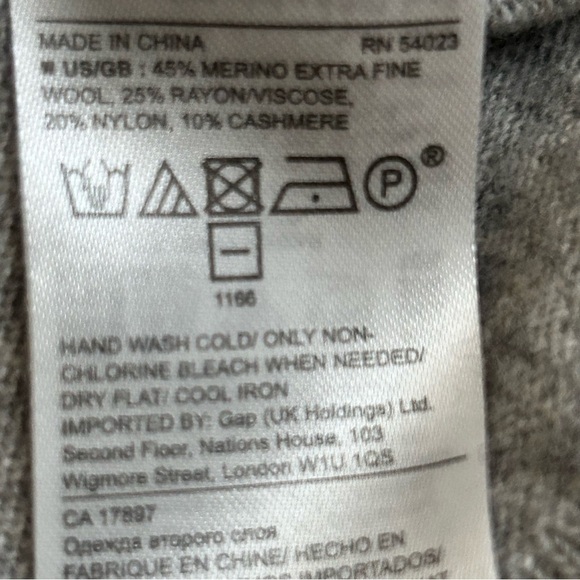 MADE IN CHINA RN 54023
US/GB : 45% MERINO EXTRA FINE
WOOL, 25% RAYON/VISCOSE,
20% NYLON, 10% CASHMERE
P ®
1166
HAND WASH COLD/ ONLY NON-
CHLORINE BLEACH WHEN NEEDED/
DRY FLAT/ COOL IRON
IMPORTED BY: Gap (UK Holdings) Ltd.
Second Floor, Nations House, 103
Wigmore Street, London W1U 1QS
CA 17897
Одежда второго слоя
FABRIQUÉ EN CHINE/ HECHO EN
IMPORTADOS/